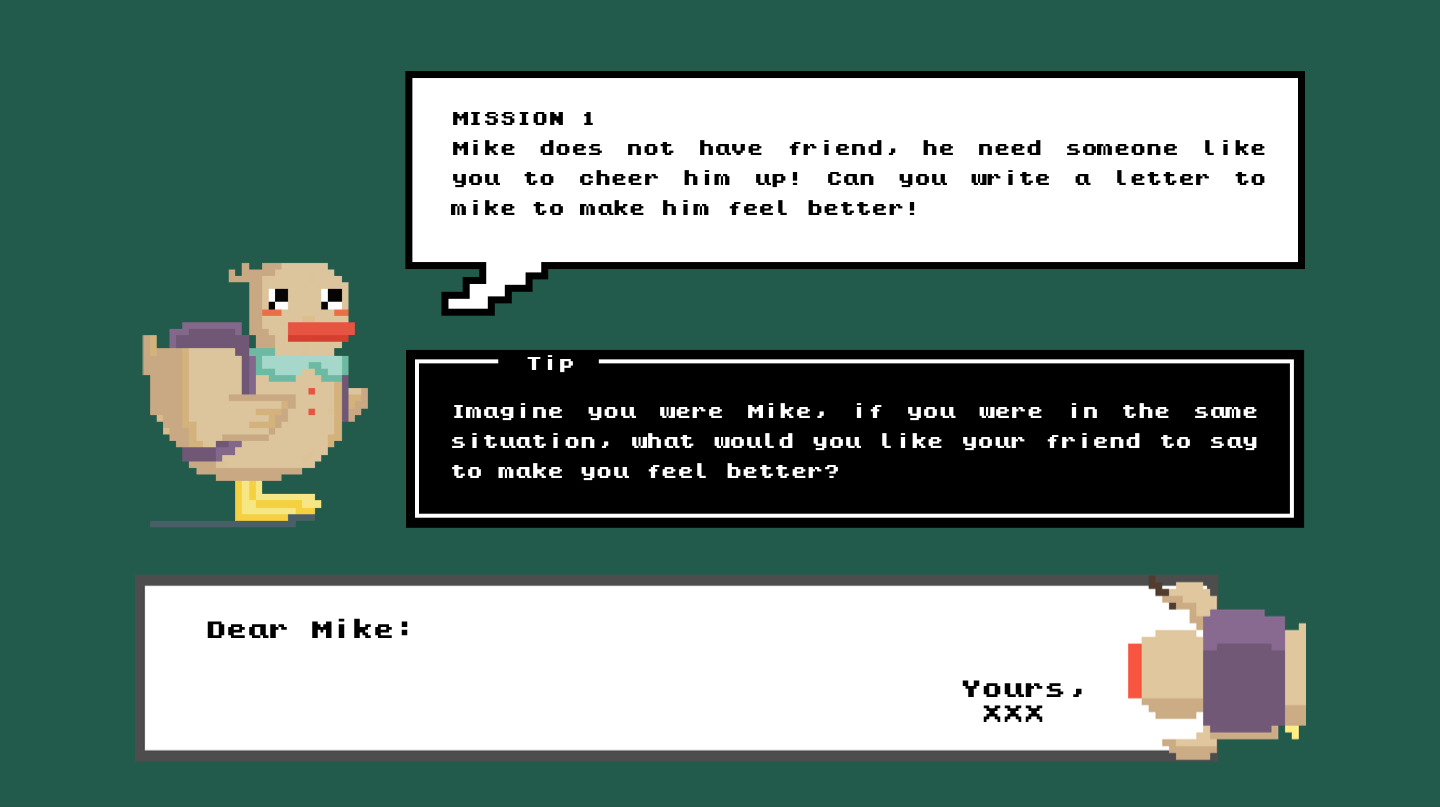 MISSION 1
Mike does not have friend, he need someone like
you to cheer him up! Can you write a letter to
mike to make him feel better!
Tip
Imagine you were Mike, if you were in the same
situation, what would you like your friend to say
to make you feel better?
Dear Mike:
Yours,
XXX